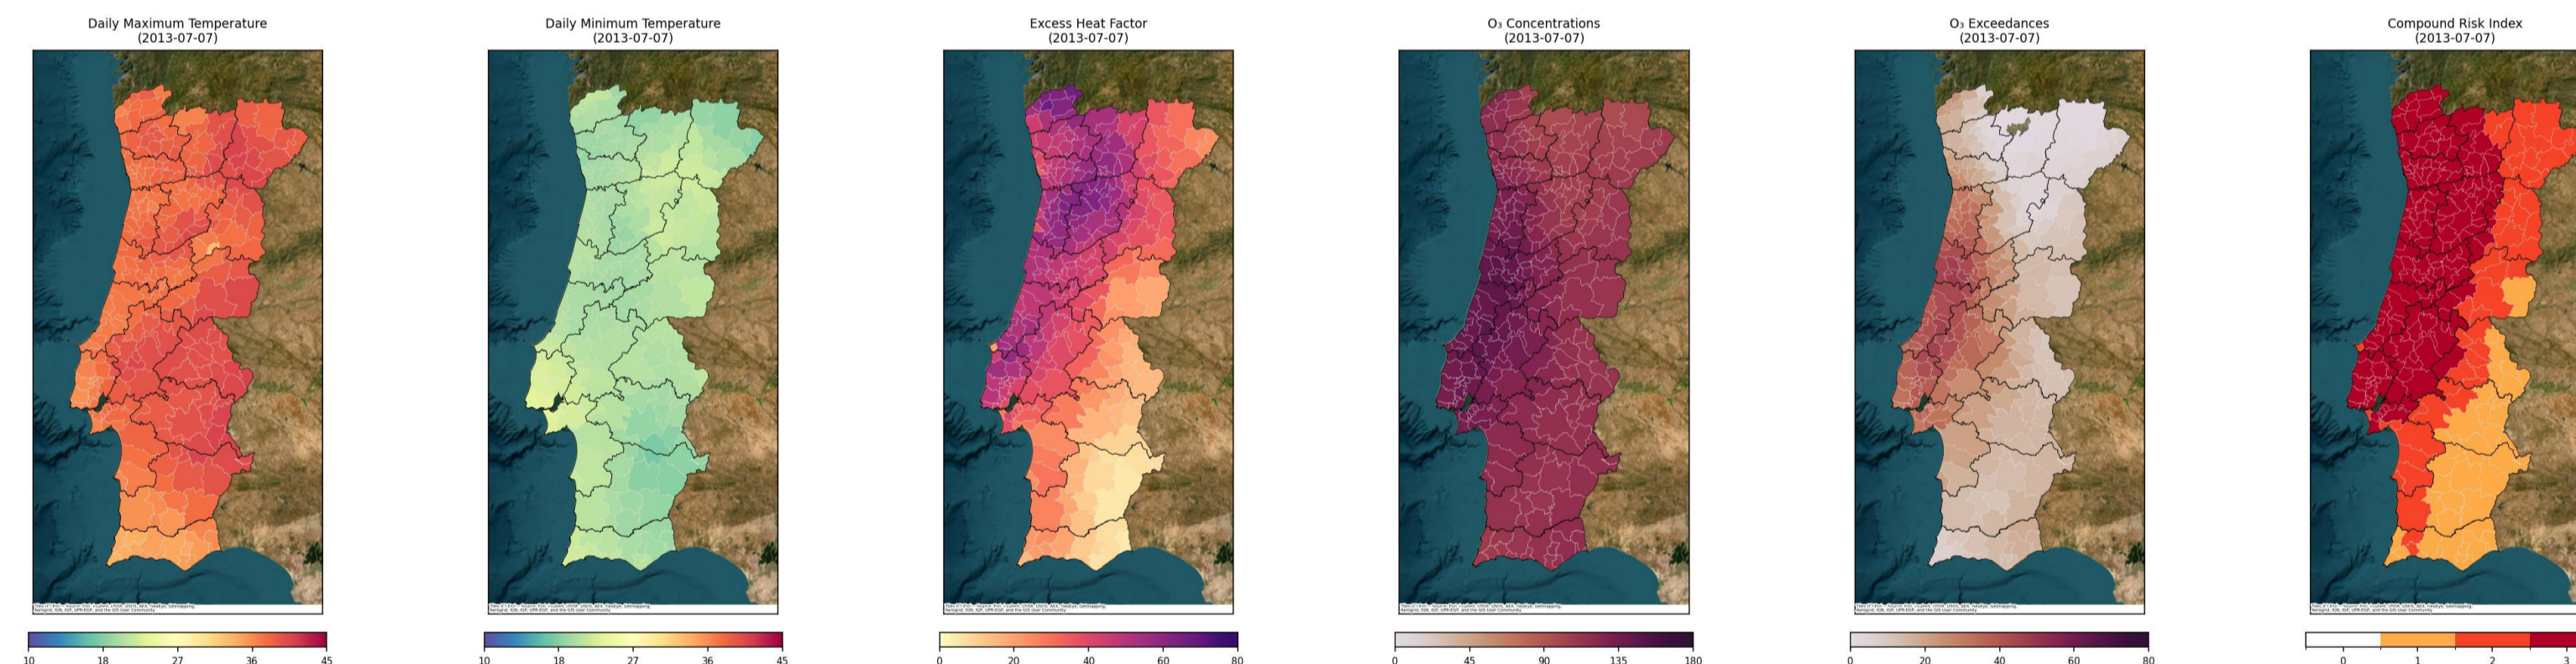 Daily Maximum Temperature
(2013-07-07)
10 18 27 36 45
Daily Minimum Temperature
(2013-07-07)
10 18 27 36 45
Excess Heat Factor
(2013-07-07)
0 20 40 60 80
O₃ Concentrations
(2013-07-07)
0 45 90 135 180
O₃ Exceedances
(2013-07-07)
0 20 40 60 80
Compound Risk Index
(2013-07-07)
0 1 2 3